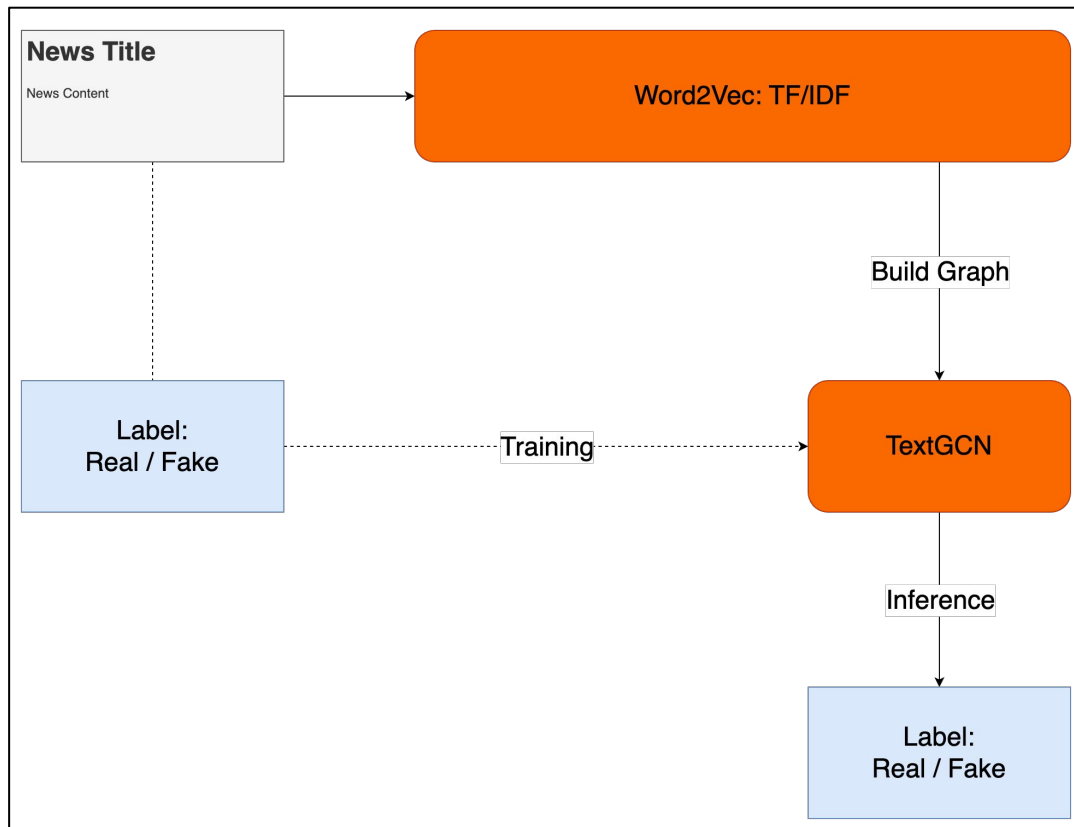 News Title
News Content
Word2Vec: TF/IDF
Build Graph
Label:
Real / Fake
Training
TextGCN
Inference
Label:
Real / Fake